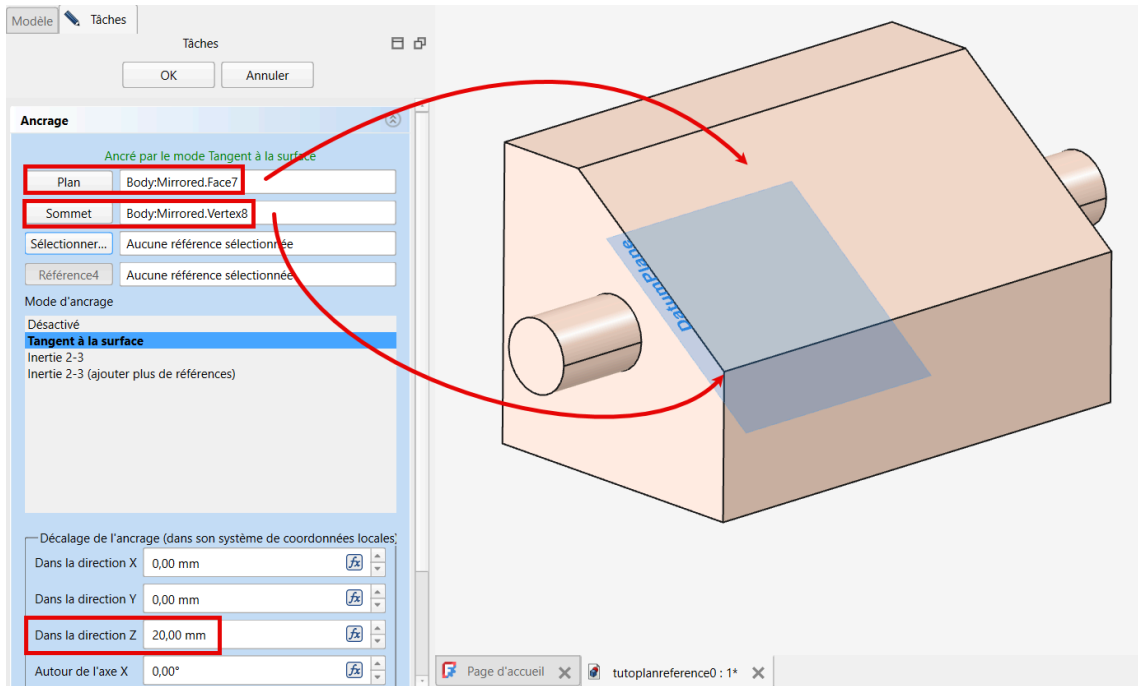 Modèle
Tâches
Tâches
OK
Annuler
Ancrage
Ancré par le mode Tangent à la surface
Plan
Body:Mirrored.Face7
Sommet
Body:Mirrored.Vertex8
Sélectionner...
Aucune référence sélectionnée
Référence4
Aucune référence sélectionnée
Mode d'ancrage
Désactivé
Tangent à la surface
Inertie 2-3
Inertie 2-3 (ajouter plus de références)
Décalage de l'ancrage (dans son système de coordonnées locales)
Dans la direction X
0,00 mm
Dans la direction Y
0,00 mm
Dans la direction Z
20,00 mm
Autour de l'axe X
0,00°
DatumPlane
Page d'accueil
tutoplanreference0 : 1*